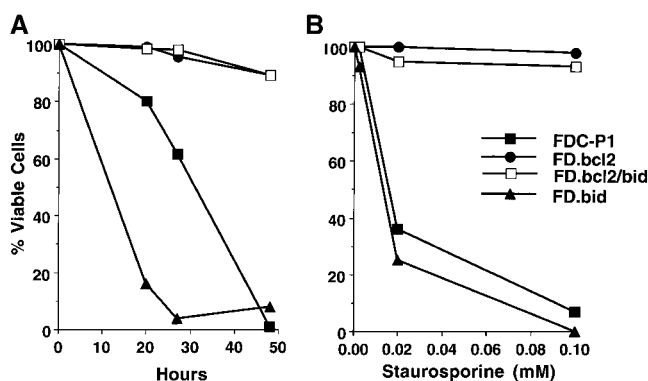 A
% Viable Cells
100
80
60
40
20
0
0 10 20 30 40 50
Hours
B
100
80
60
40
20
0
0.00 0.02 0.04 0.06 0.08 0.10
Staurosporine (mM)
FDC-P1
FD.bcl2
FD.bcl2/bid
FD.bid